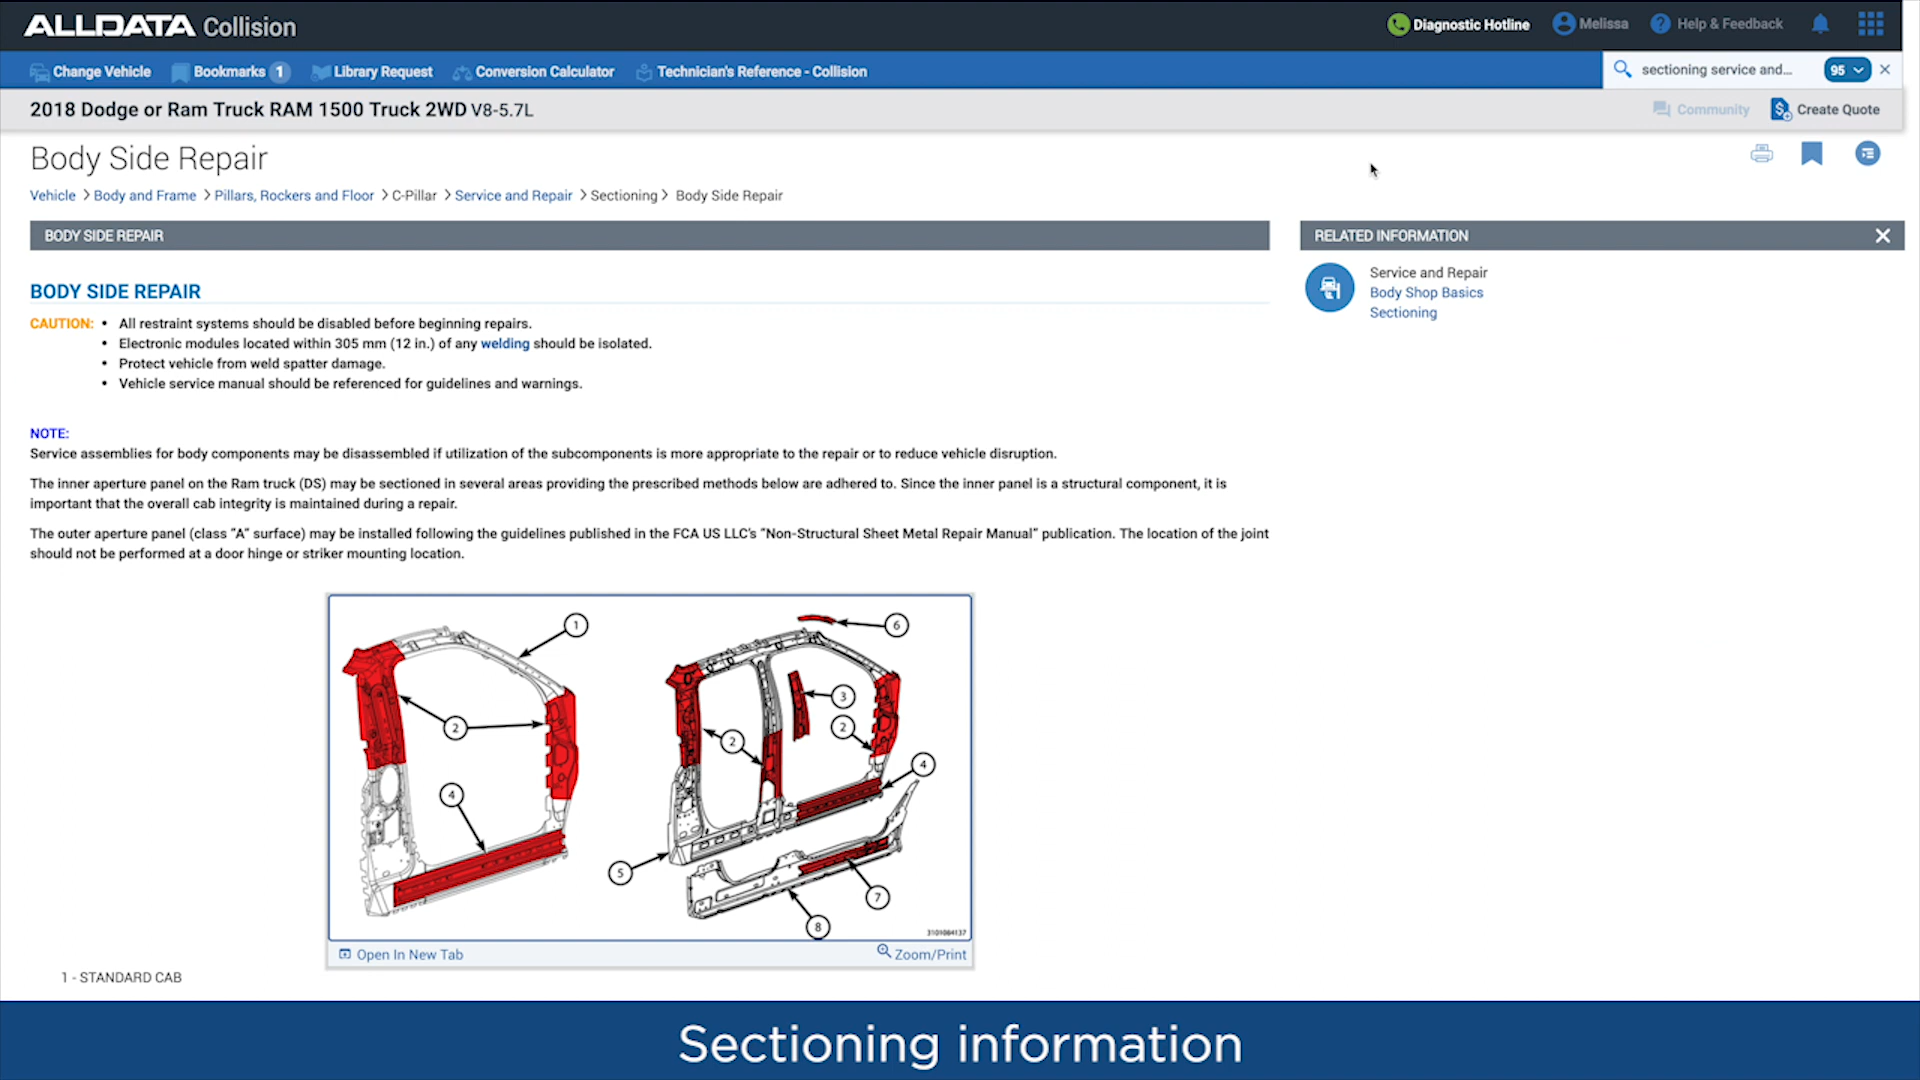 ALLDATA Collision
Diagnostic Hotline
Melissa
Help & Feedback
Change Vehicle
Bookmarks 1
Library Request
Conversion Calculator
Technician's Reference - Collision
sectioning service and...
95
2018 Dodge or Ram Truck RAM 1500 Truck 2WD V8-5.7L
Community
Create Quote
Body Side Repair
Vehicle > Body and Frame > Pillars, Rockers and Floor > C-Pillar > Service and Repair > Sectioning > Body Side Repair
BODY SIDE REPAIR
RELATED INFORMATION
Service and Repair
Body Shop Basics
Sectioning
BODY SIDE REPAIR
CAUTION: • All restraint systems should be disabled before beginning repairs.
• Electronic modules located within 305 mm (12 in.) of any welding should be isolated.
• Protect vehicle from weld spatter damage.
• Vehicle service manual should be referenced for guidelines and warnings.
NOTE:
Service assemblies for body components may be disassembled if utilization of the subcomponents is more appropriate to the repair or to reduce vehicle disruption.
The inner aperture panel on the Ram truck (DS) may be sectioned in several areas providing the prescribed methods below are adhered to. Since the inner panel is a structural component, it is
important that the overall cab integrity is maintained during a repair.
The outer aperture panel (class "A" surface) may be installed following the guidelines published in the FCA US LLC's "Non-Structural Sheet Metal Repair Manual" publication. The location of the joint
should not be performed at a door hinge or striker mounting location.
1
6
3
2
2
2
4
4
5
7
8
3101084137
Open In New Tab
Zoom/Print
1 - STANDARD CAB
Sectioning information